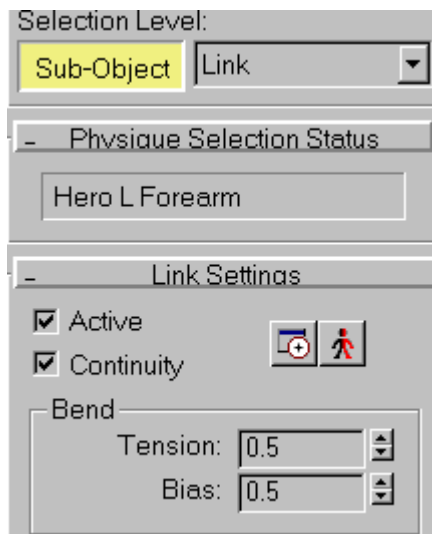 Selection Level:
Sub-Object Link
- Physique Selection Status
Hero L Forearm
- Link Settings
Active
Continuity
Bend
Tension: 0.5
Bias: 0.5